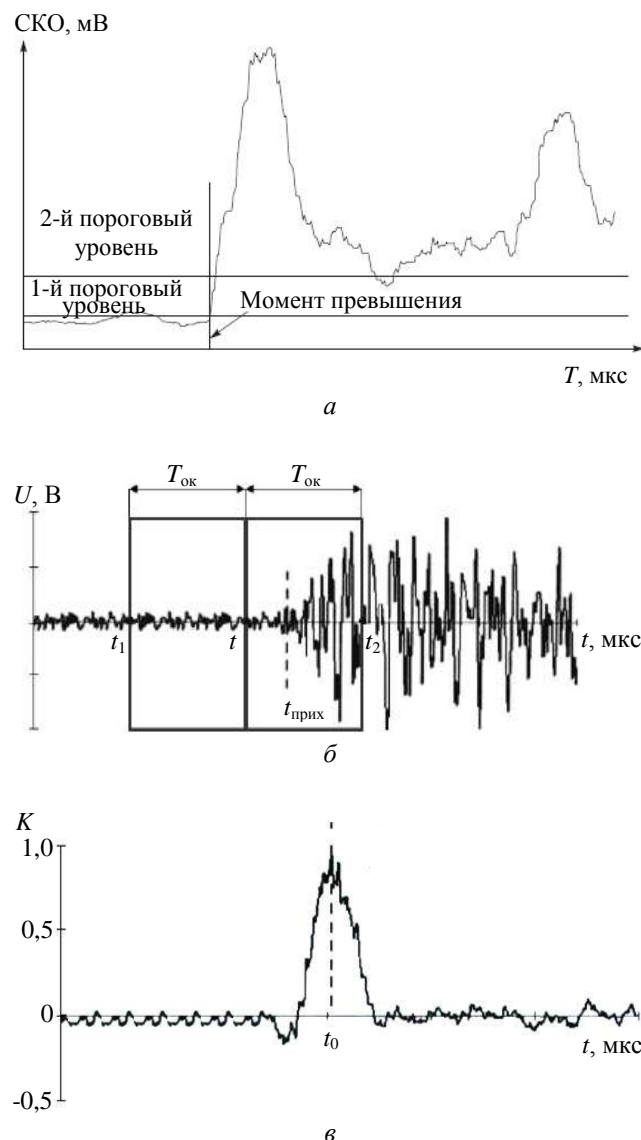 СКО, мВ
2-й пороговый
уровень
1-й пороговый
уровень
Момент превышения
T, мкс
а
Tок
Tок
U, В
t1
t
t2
t, мкс
tприх
б
K
1,0
0,5
0
t0
t, мкс
-0,5
в